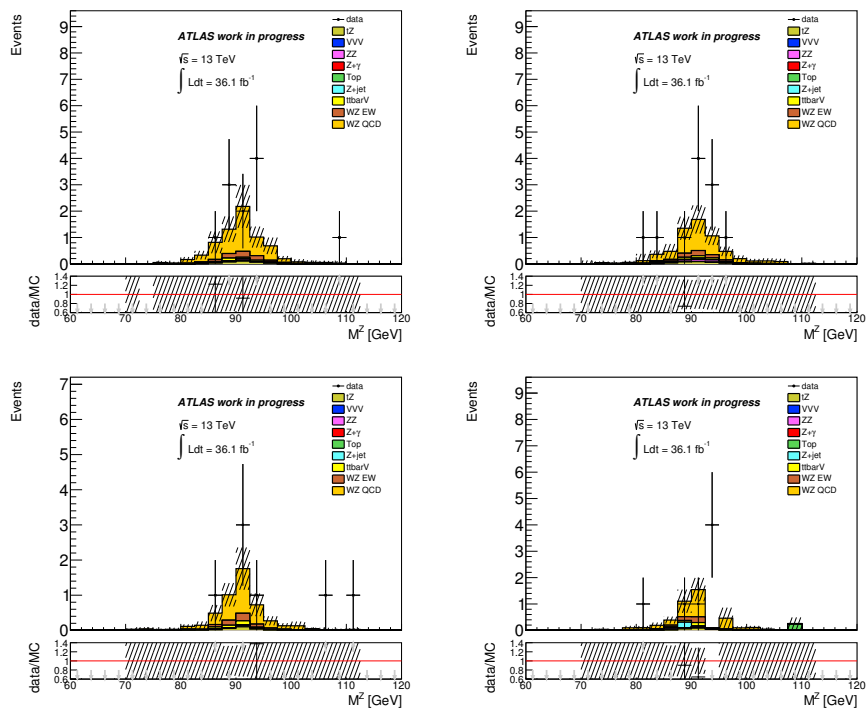 Events
9
8
7
6
5
4
3
2
1
0
ATLAS work in progress
√s = 13 TeV
∫ Ldt = 36.1 fb⁻¹
data
tZ
VVV
ZZ
Z+γ
Top
Z+jet
ttbarV
WZ EW
WZ QCD
data/MC
1.4
1.2
1
0.8
0.6
60 70 80 90 100 110 120
M^Z [GeV]
Events
9
8
7
6
5
4
3
2
1
0
ATLAS work in progress
√s = 13 TeV
∫ Ldt = 36.1 fb⁻¹
data
tZ
VVV
ZZ
Z+γ
Top
Z+jet
ttbarV
WZ EW
WZ QCD
data/MC
1.4
1.2
1
0.8
0.6
60 70 80 90 100 110 120
M^Z [GeV]
Events
7
6
5
4
3
2
1
0
ATLAS work in progress
√s = 13 TeV
∫ Ldt = 36.1 fb⁻¹
data
tZ
VVV
ZZ
Z+γ
Top
Z+jet
ttbarV
WZ EW
WZ QCD
data/MC
1.4
1.2
1
0.8
0.6
60 70 80 90 100 110 120
M^Z [GeV]
Events
9
8
7
6
5
4
3
2
1
0
ATLAS work in progress
√s = 13 TeV
∫ Ldt = 36.1 fb⁻¹
data
tZ
VVV
ZZ
Z+γ
Top
Z+jet
ttbarV
WZ EW
WZ QCD
data/MC
1.4
1.2
1
0.8
0.6
60 70 80 90 100 110 120
M^Z [GeV]